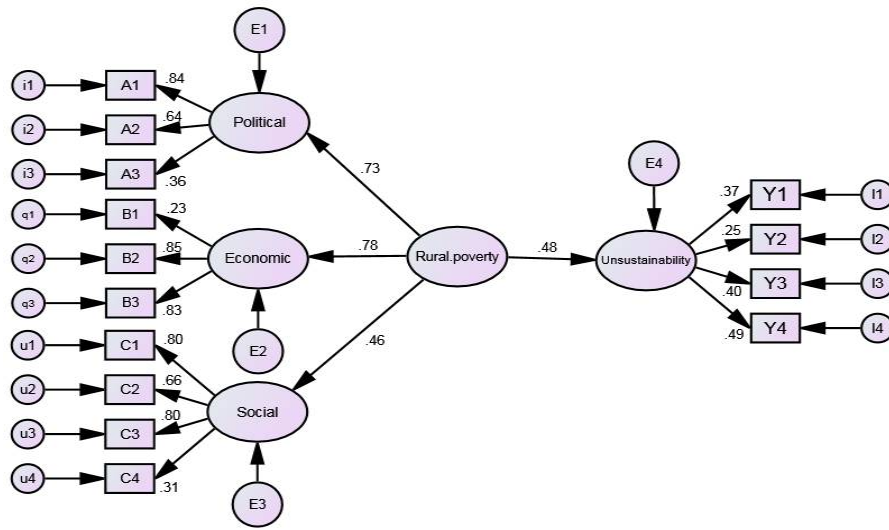 E1
i1
A1
.84
i2
A2
.64
Political
i3
A3
.36
.73
E4
q1
B1
.23
q2
B2
.85
Economic
.78
Rural.poverty
.48
Unsustainability
q3
B3
.83
.37
Y1
I1
.25
Y2
I2
.40
Y3
I3
.49
Y4
I4
u1
C1
.80
E2
.46
u2
C2
.66
Social
u3
C3
.80
u4
C4
.31
E3